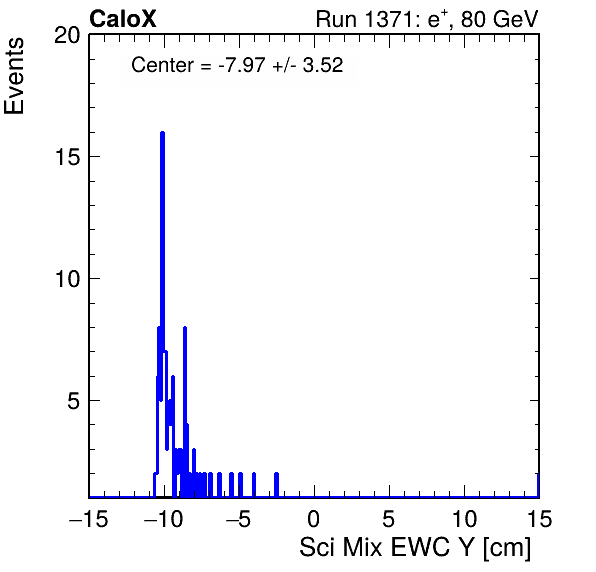 CaloX Run 1371: e⁺, 80 GeV
Events
Center = -7.97 +/- 3.52
20
15
10
5
−15 −10 −5 0 5 10 15
Sci Mix EWC Y [cm]